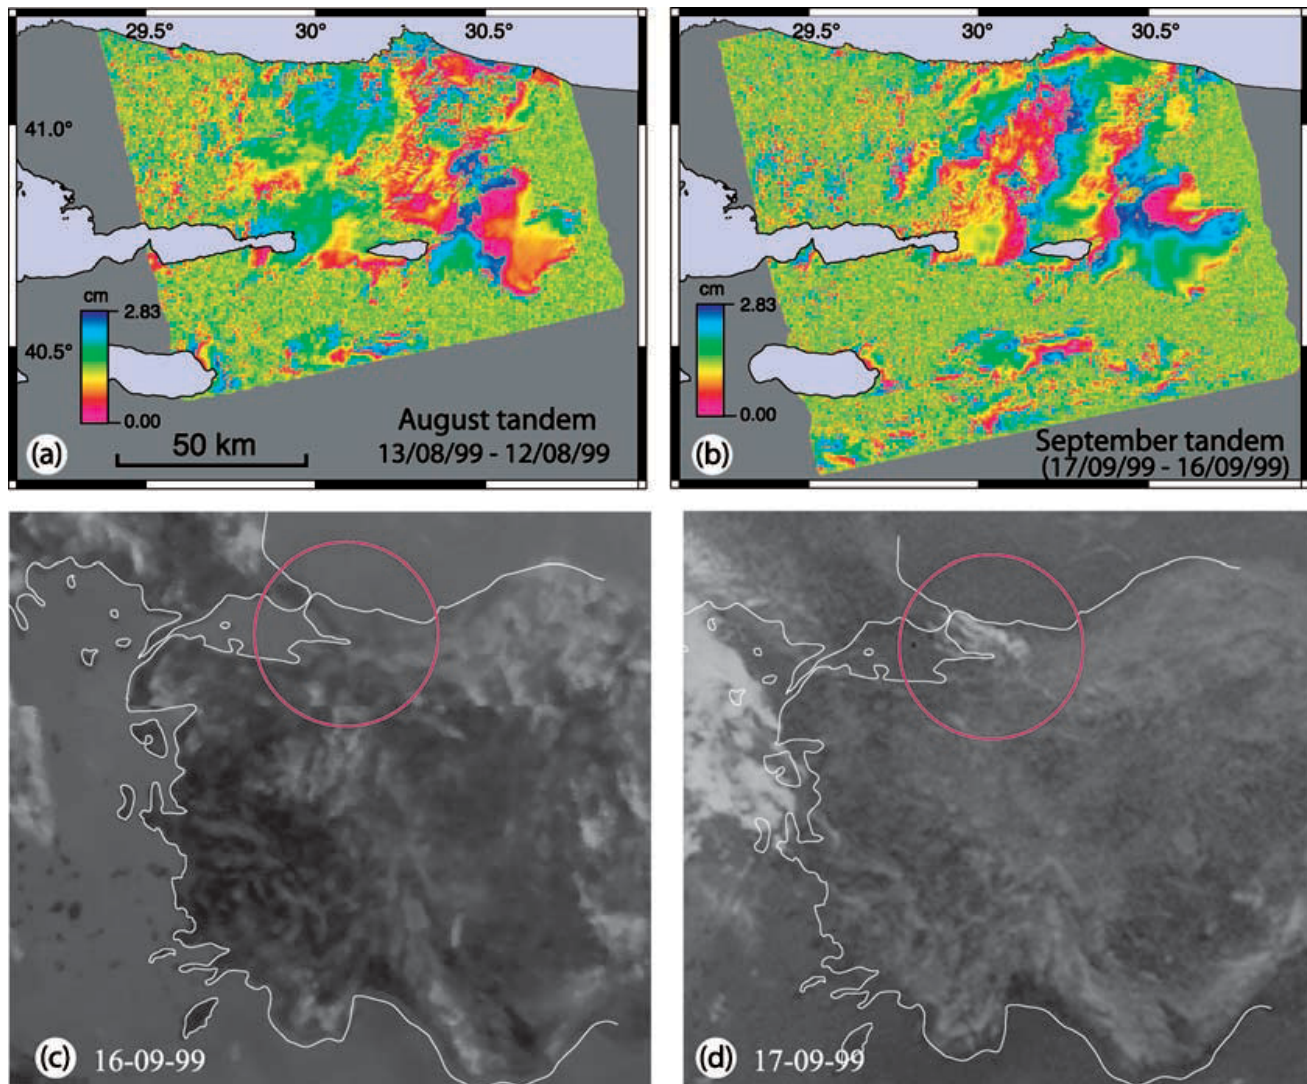 29.5° 30° 30.5°
41.0°
40.5°
cm
2.83
0.00
50 km
(a)
August tandem
13/08/99 - 12/08/99
29.5° 30° 30.5°
cm
2.83
0.00
(b)
September tandem
(17/09/99 - 16/09/99)
(c) 16-09-99
(d) 17-09-99